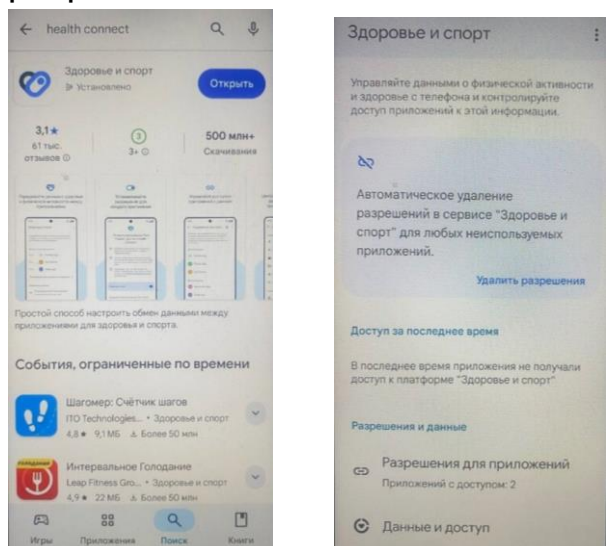 health connect
Здоровье и спорт
Установлено
Открыть
3,1★
61 тыс.
отзывов
3+
500 млн+
Скачивания
Простой способ настроить обмен данными между
приложениями для здоровья и спорта.
События, ограниченные по времени
Шагомер: Счётчик шагов
ITO Technologies... • Здоровье и спорт
4,8 ★ 9,1 МБ Более 50 млн
ГОЛОДАНИЕ
Интервальное Голодание
Leap Fitness Gro... • Здоровье и спорт
4,9 ★ 22 МБ Более 50 млн
Игры
Приложения
Поиск
Книги
Здоровье и спорт
Управляйте данными о физической активности
и здоровье с телефона и контролируйте
доступ приложений к этой информации.
Автоматическое удаление
разрешений в сервисе "Здоровье и
спорт" для любых неиспользуемых
приложений.
Удалить разрешения
Доступ за последнее время
В последнее время приложения не получали
доступ к платформе "Здоровье и спорт"
Разрешения и данные
Разрешения для приложений
Приложений с доступом: 2
Данные и доступ